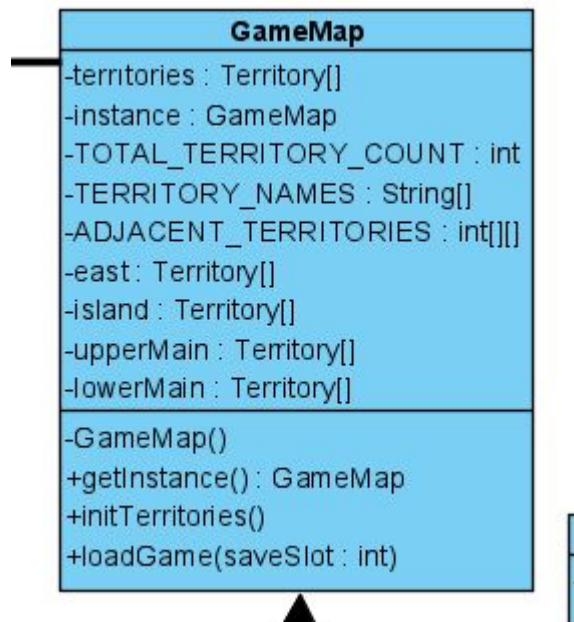 GameMap
-territories : Territory[]
-instance : GameMap
-TOTAL_TERRITORY_COUNT : int
-TERRITORY_NAMES : String[]
-ADJACENT_TERRITORIES : int[][]
-east : Territory[]
-island : Territory[]
-upperMain : Territory[]
-lowerMain : Territory[]
-GameMap()
+getInstance() : GameMap
+initTerritories()
+loadGame(saveSlot : int)